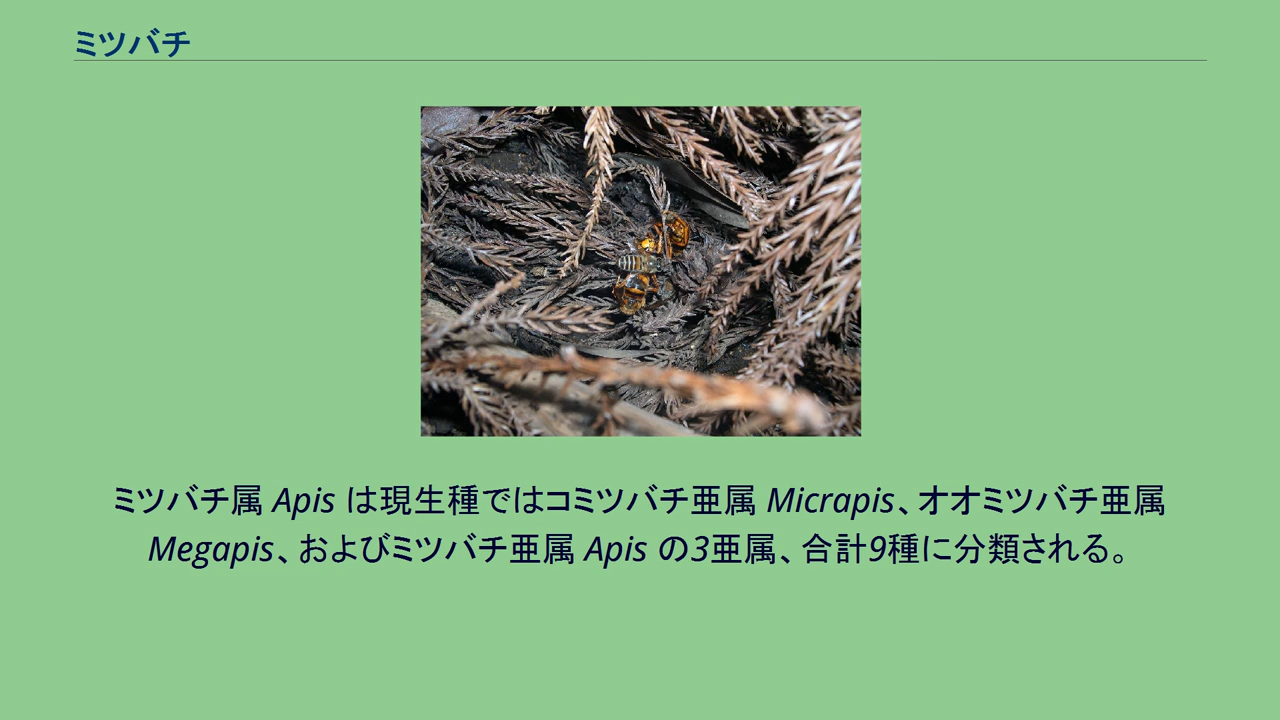 ミツバチ
ミツバチ属 Apis は現生種ではコミツバチ亜属 Micrapis、オオミツバチ亜属
Megapis、およびミツバチ亜属 Apis の3亜属、合計9種に分類される。